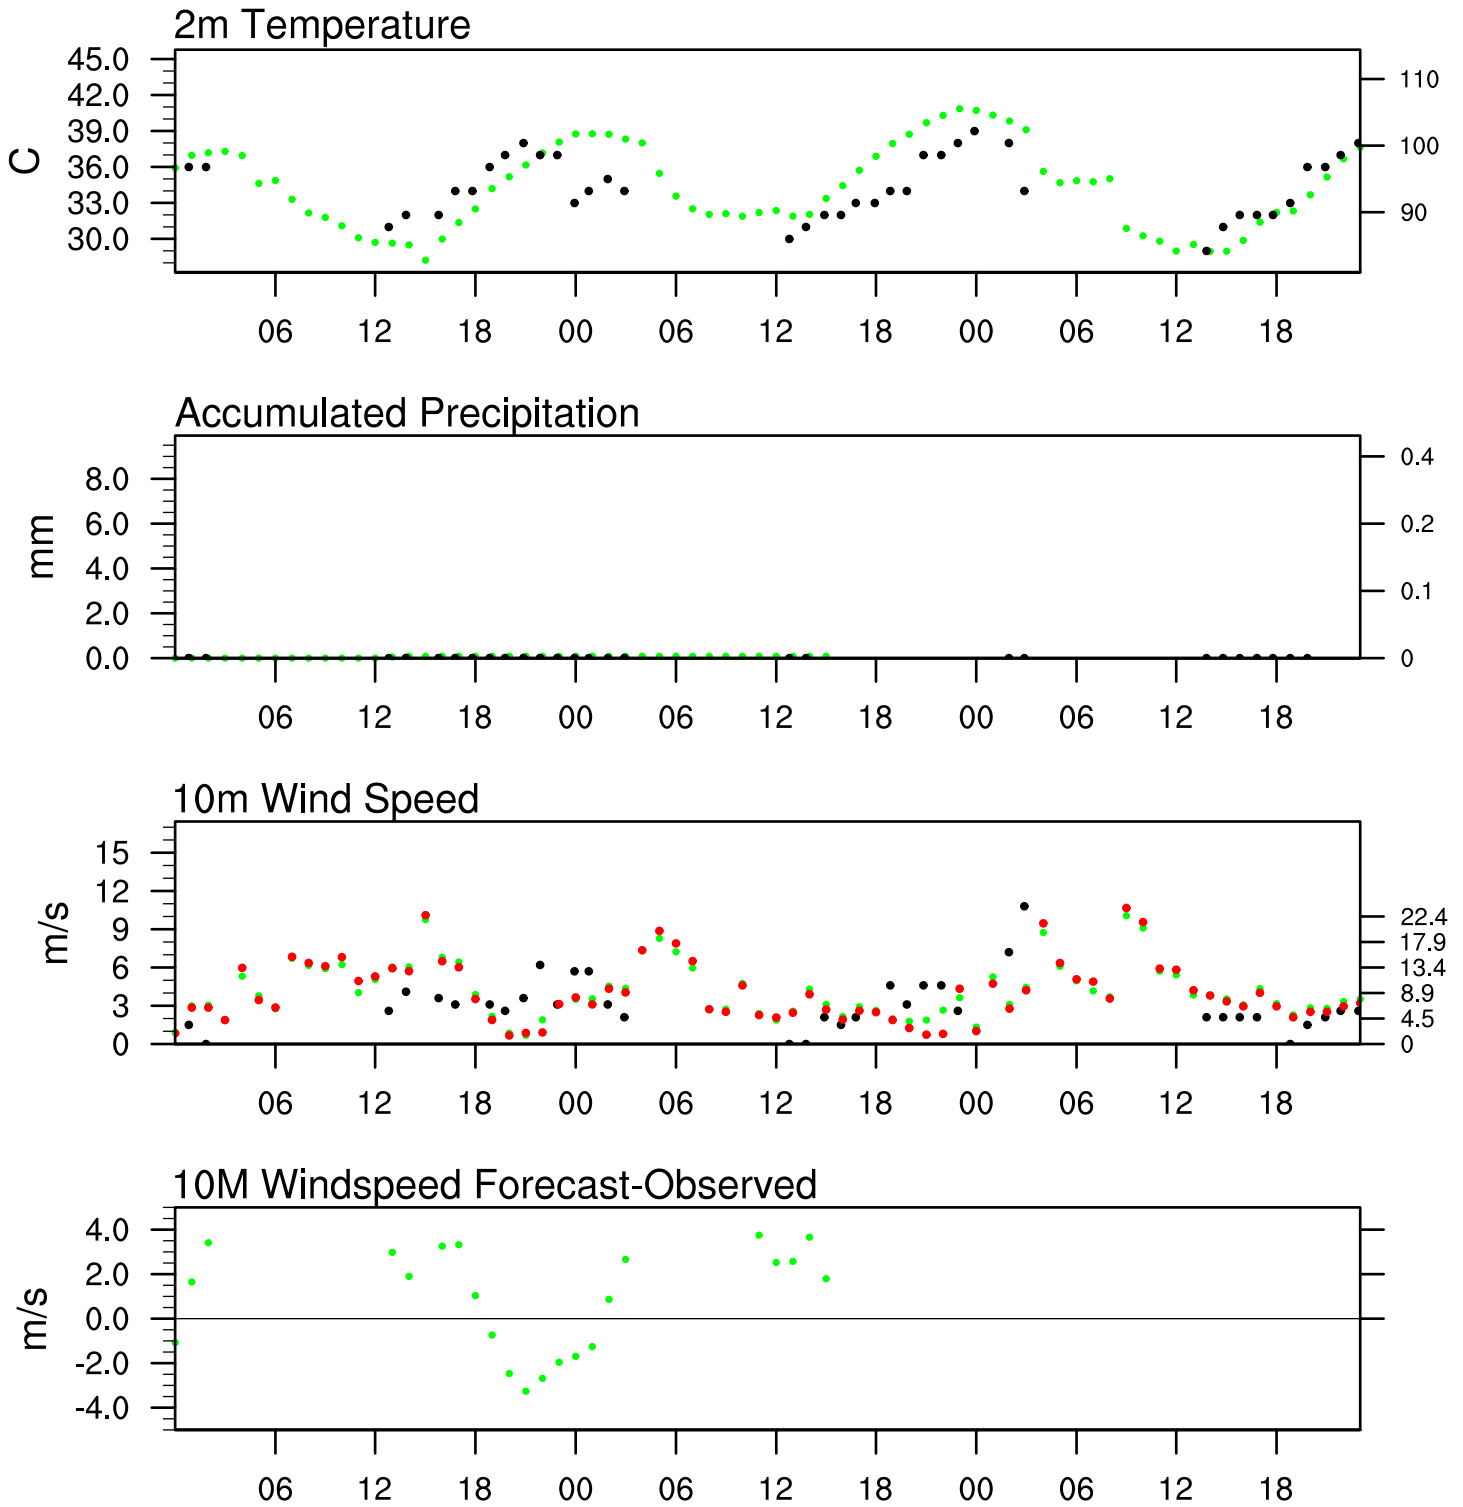 2m Temperature
45.0
42.0
39.0
36.0
33.0
30.0
C
110
100
90
06 12 18 00 06 12 18 00 06 12 18
Accumulated Precipitation
8.0
6.0
4.0
2.0
0.0
mm
0.4
0.2
0.1
0
06 12 18 00 06 12 18 00 06 12 18
10m Wind Speed
15
12
9
6
3
0
m/s
22.4
17.9
13.4
8.9
4.5
0
06 12 18 00 06 12 18 00 06 12 18
10M Windspeed Forecast-Observed
4.0
2.0
0.0
-2.0
-4.0
m/s
06 12 18 00 06 12 18 00 06 12 18